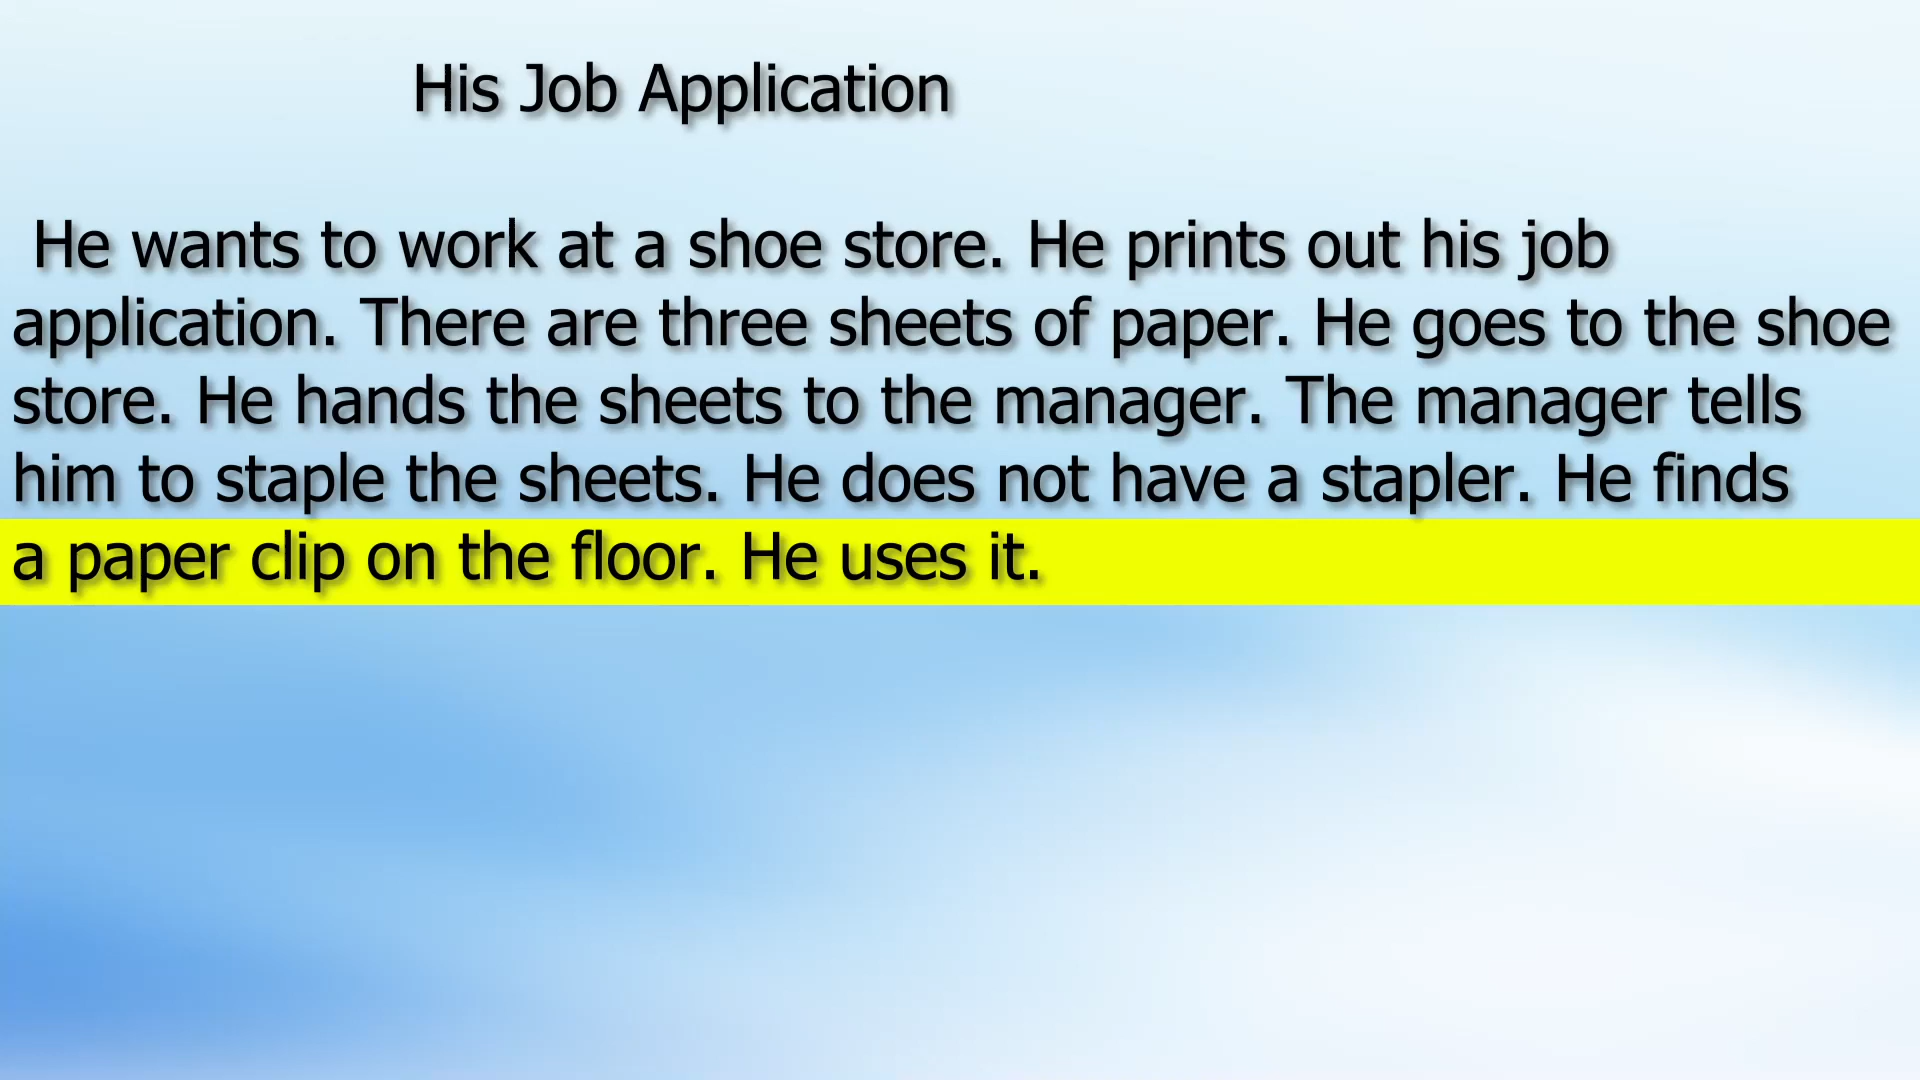 His Job Application
He wants to work at a shoe store. He prints out his job
application. There are three sheets of paper. He goes to the shoe
store. He hands the sheets to the manager. The manager tells
him to staple the sheets. He does not have a stapler. He finds
a paper clip on the floor. He uses it.